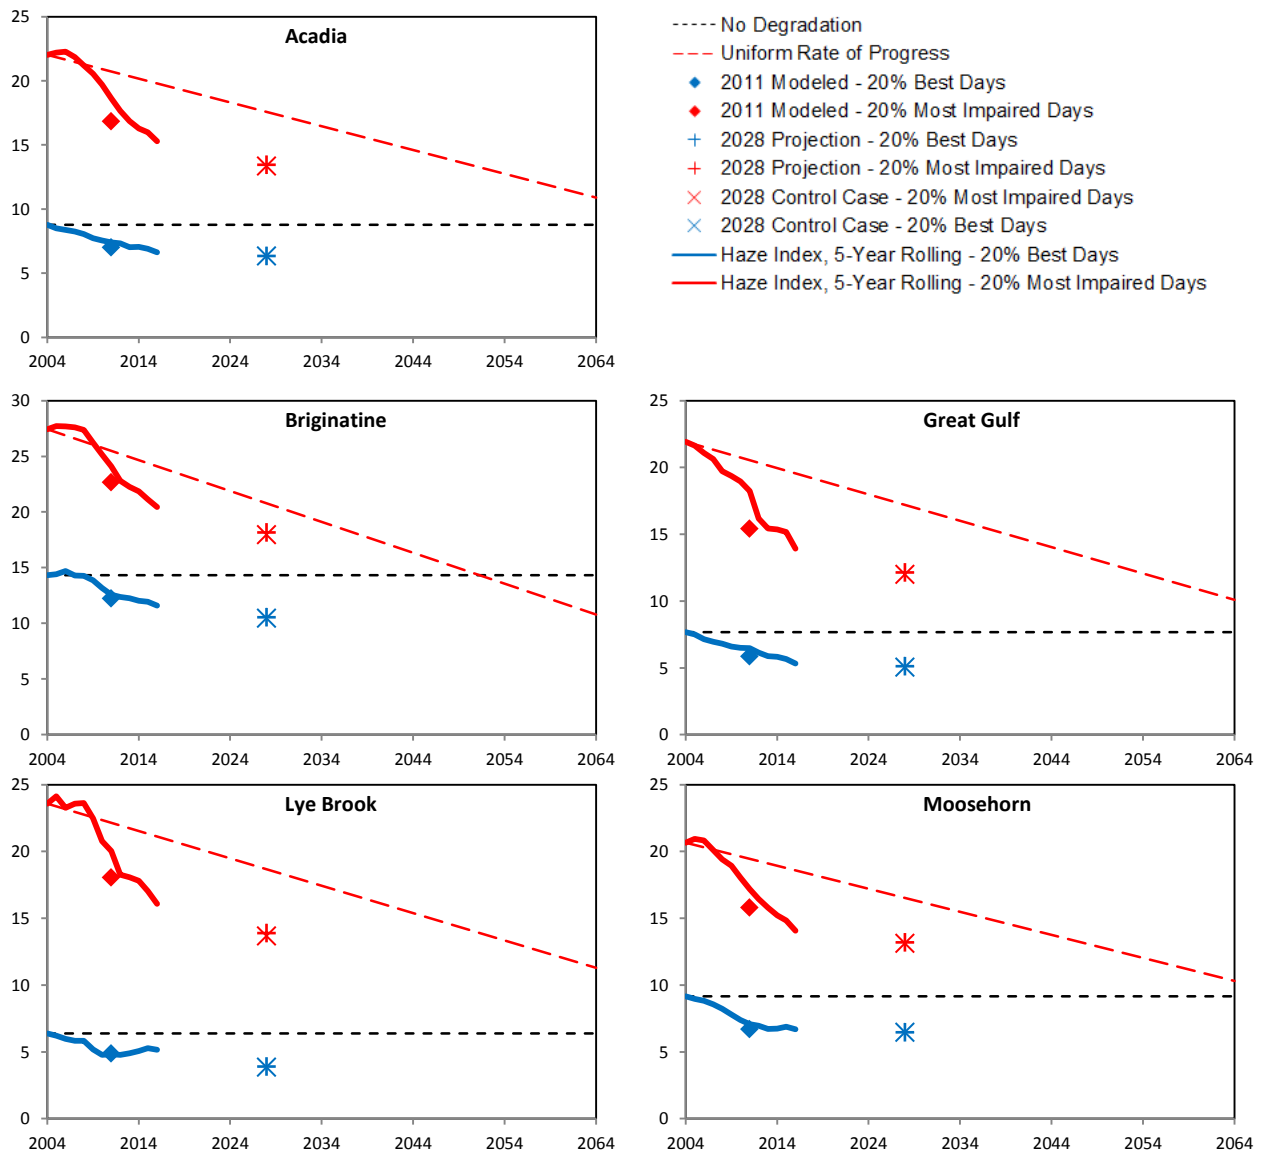 Acadia
25
20
15
10
5
0
2004 2014 2024 2034 2044 2054 2064
No Degradation
Uniform Rate of Progress
2011 Modeled - 20% Best Days
2011 Modeled - 20% Most Impaired Days
2028 Projection - 20% Best Days
2028 Projection - 20% Most Impaired Days
2028 Control Case - 20% Most Impaired Days
2028 Control Case - 20% Best Days
Haze Index, 5-Year Rolling - 20% Best Days
Haze Index, 5-Year Rolling - 20% Most Impaired Days
Briginatine
30
25
20
15
10
5
0
2004 2014 2024 2034 2044 2054 2064
Great Gulf
25
20
15
10
5
0
2004 2014 2024 2034 2044 2054 2064
Lye Brook
25
20
15
10
5
0
2004 2014 2024 2034 2044 2054 2064
Moosehorn
25
20
15
10
5
0
2004 2014 2024 2034 2044 2054 2064